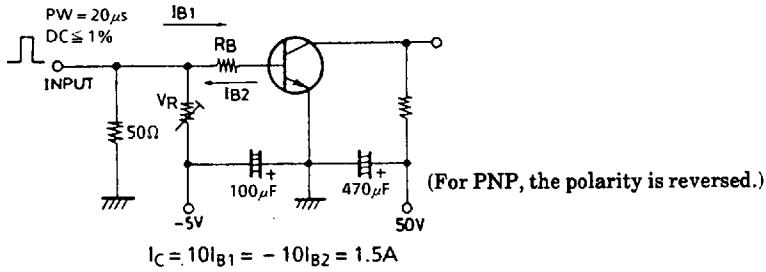 PW = 20μs
DC ≦ 1%
IB1
RB
INPUT
IB2
VR
50Ω
100μF
+
470μF
+
-5V
50V
(For PNP, the polarity is reversed.)
IC = 10IB1 = − 10IB2 = 1.5A